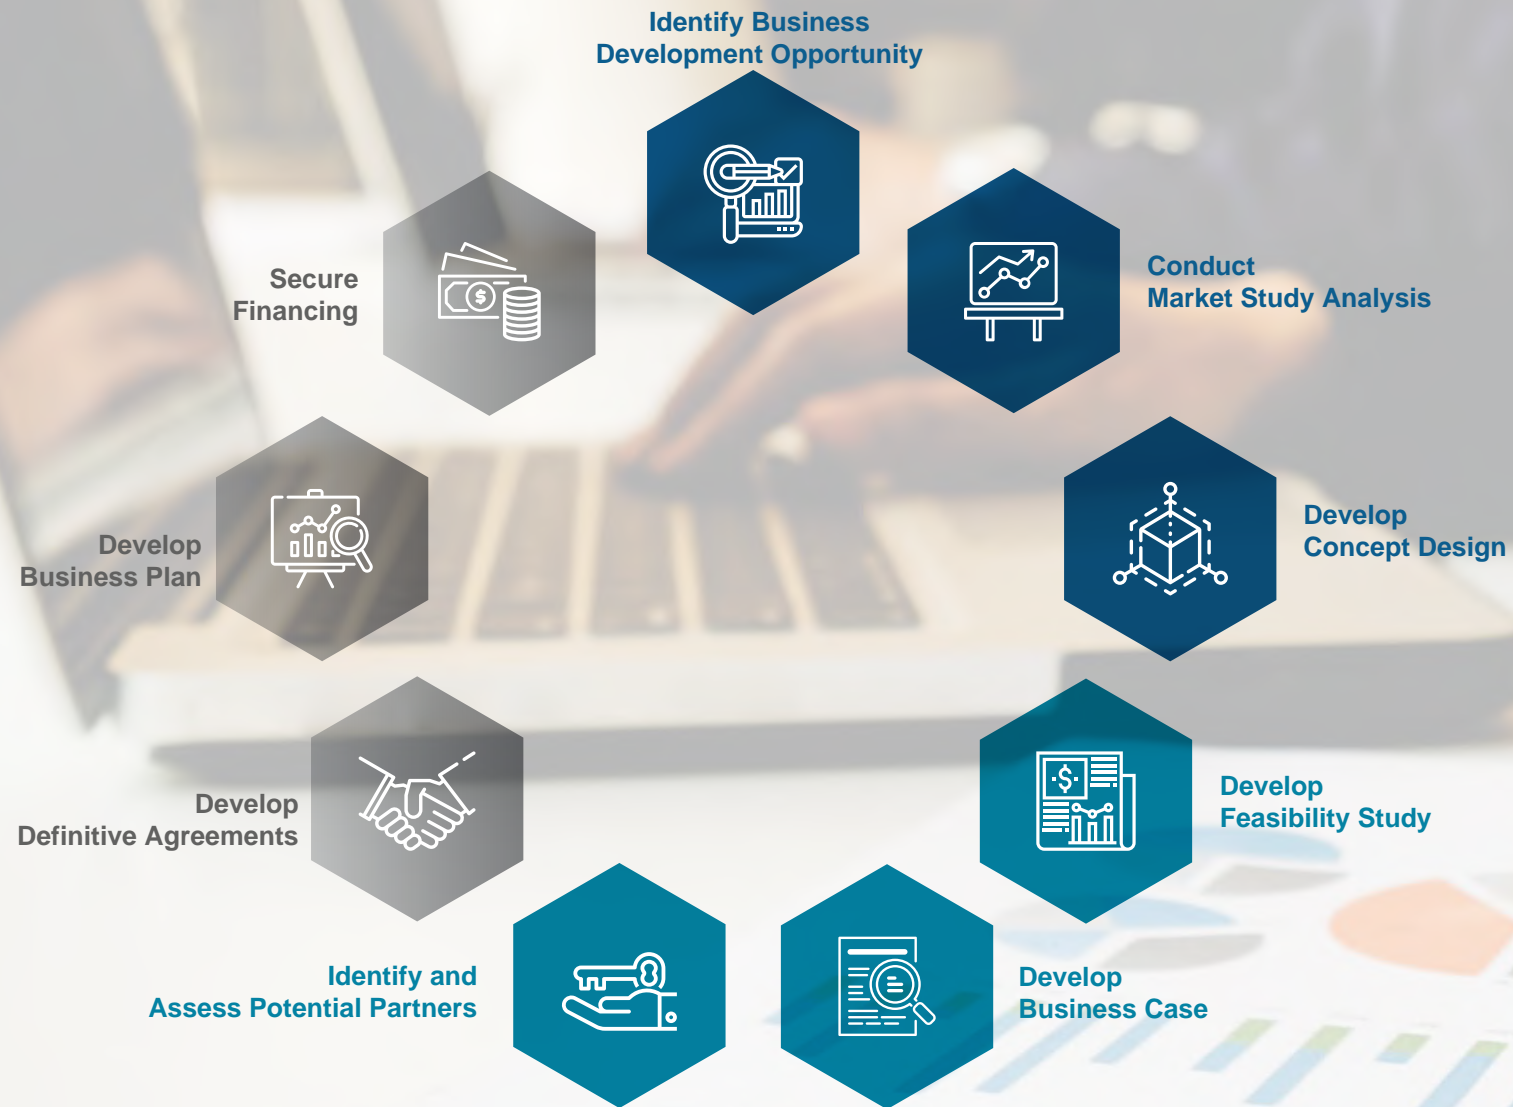 Identify Business
Development Opportunity
Conduct
Market Study Analysis
Develop
Concept Design
Develop
Feasibility Study
Develop
Business Case
Identify and
Assess Potential Partners
Develop
Definitive Agreements
Develop
Business Plan
Secure
Financing